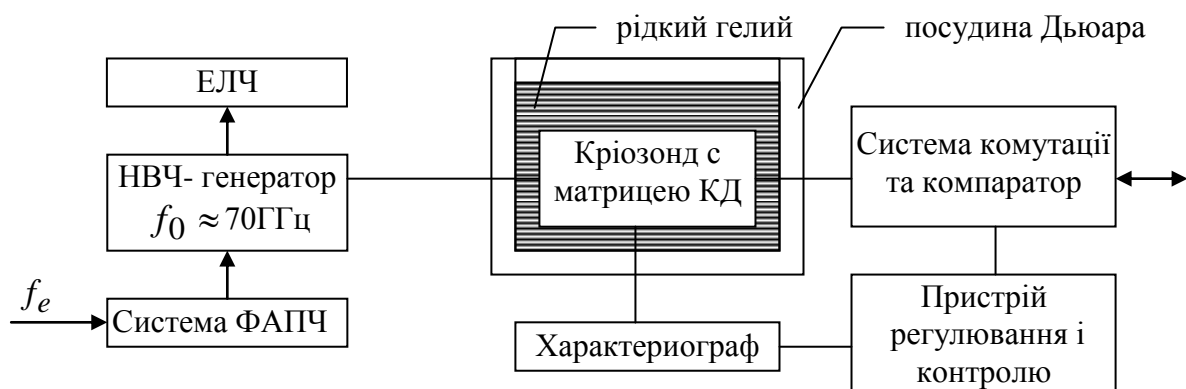 рідкий гелий
посудина Дьюара
ЕЛЧ
НВЧ- генератор
f₀ ≈ 70ГГц
Кріозонд с
матрицею КД
Система комутації
та компаратор
fₑ
Система ФАПЧ
Характериограф
Пристрій
регулювання і
контролю